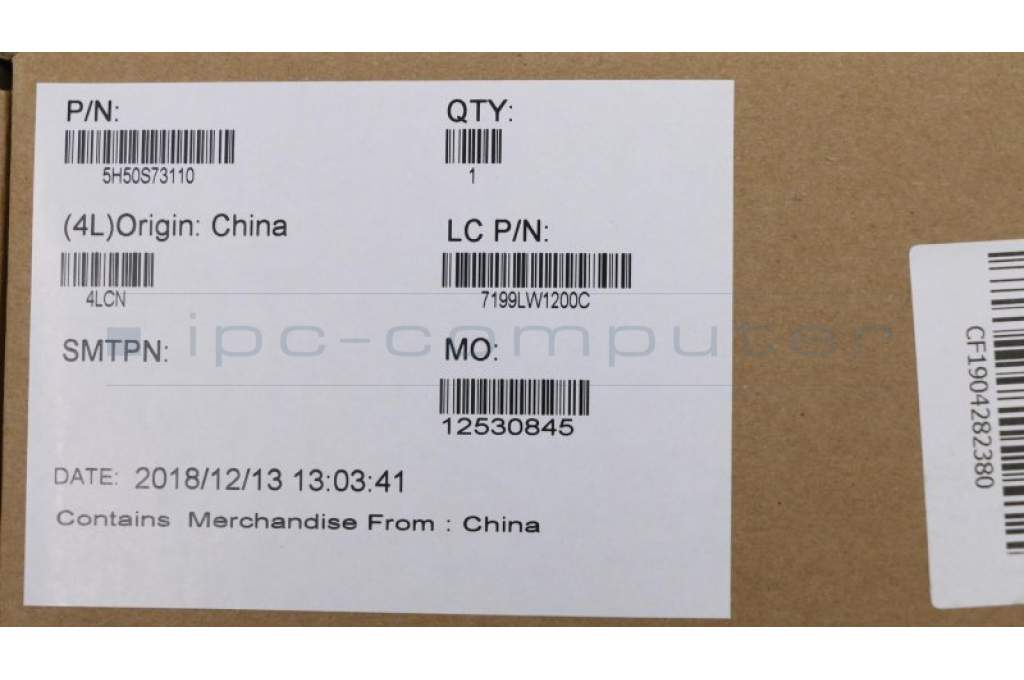 P/N:
5H50S73110
QTY:
1
(4L)Origin: China
4LCN
LC P/N:
7199LW1200C
SMTPN:
MO:
12530845
DATE: 2018/12/13 13:03:41
Contains Merchandise From : China
CF1904282380
ipc-computer